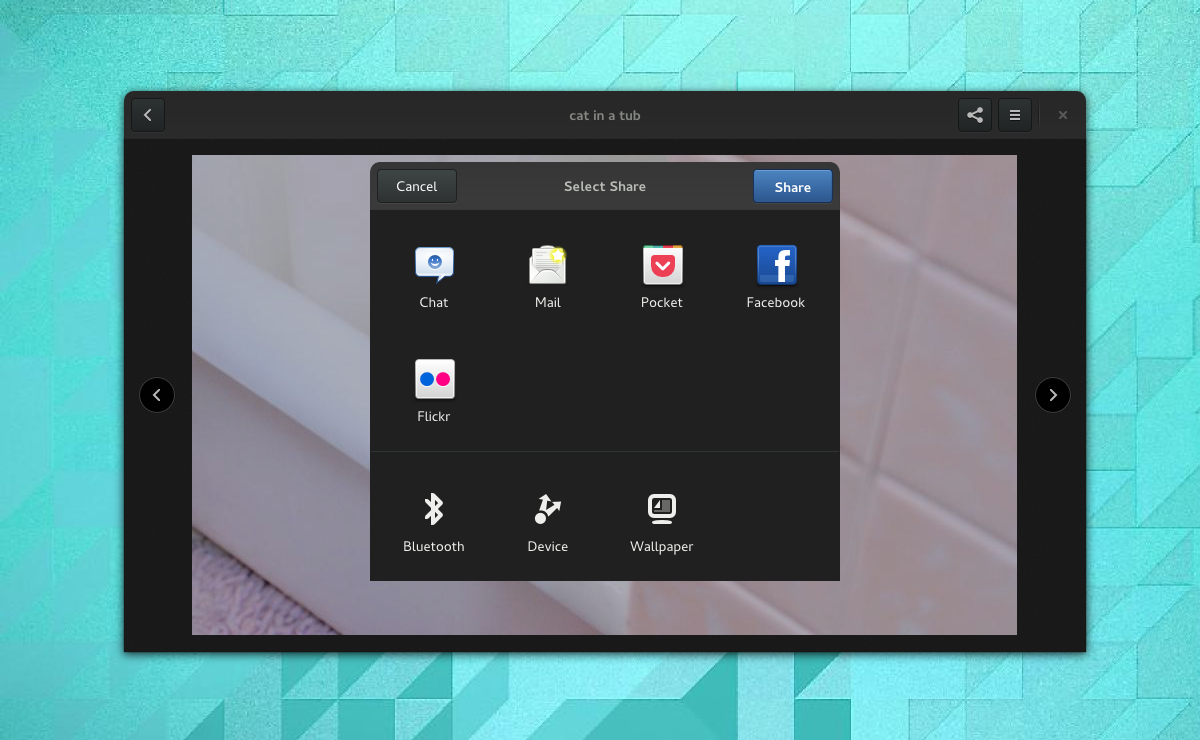 cat in a tub
Cancel
Select Share
Share
Chat
Mail
Pocket
Facebook
Flickr
Bluetooth
Device
Wallpaper